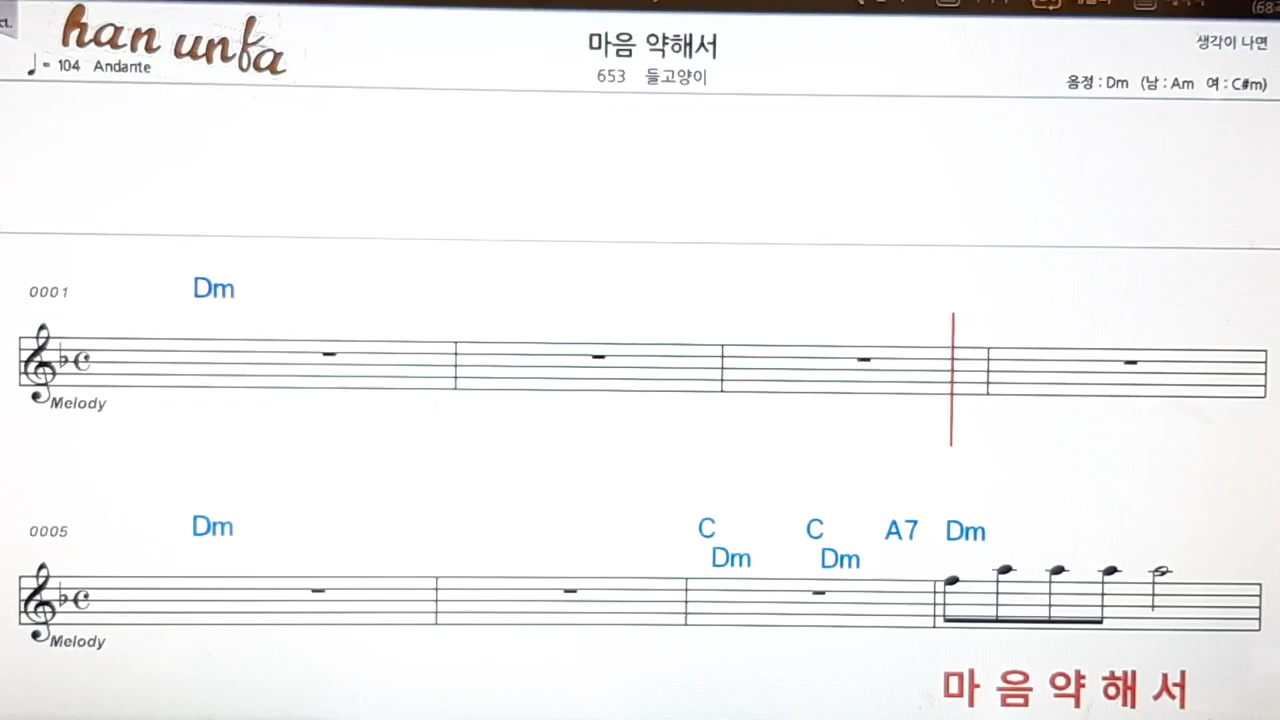 han unfa
마음 약해서
생각이 나면
♩= 104 Andante
653 들고양이
음정 : Dm (남 : Am 여 : C#m)
0001 Dm
Melody
0005 Dm C C A7 Dm
Dm Dm
Melody
마 음 약 해 서